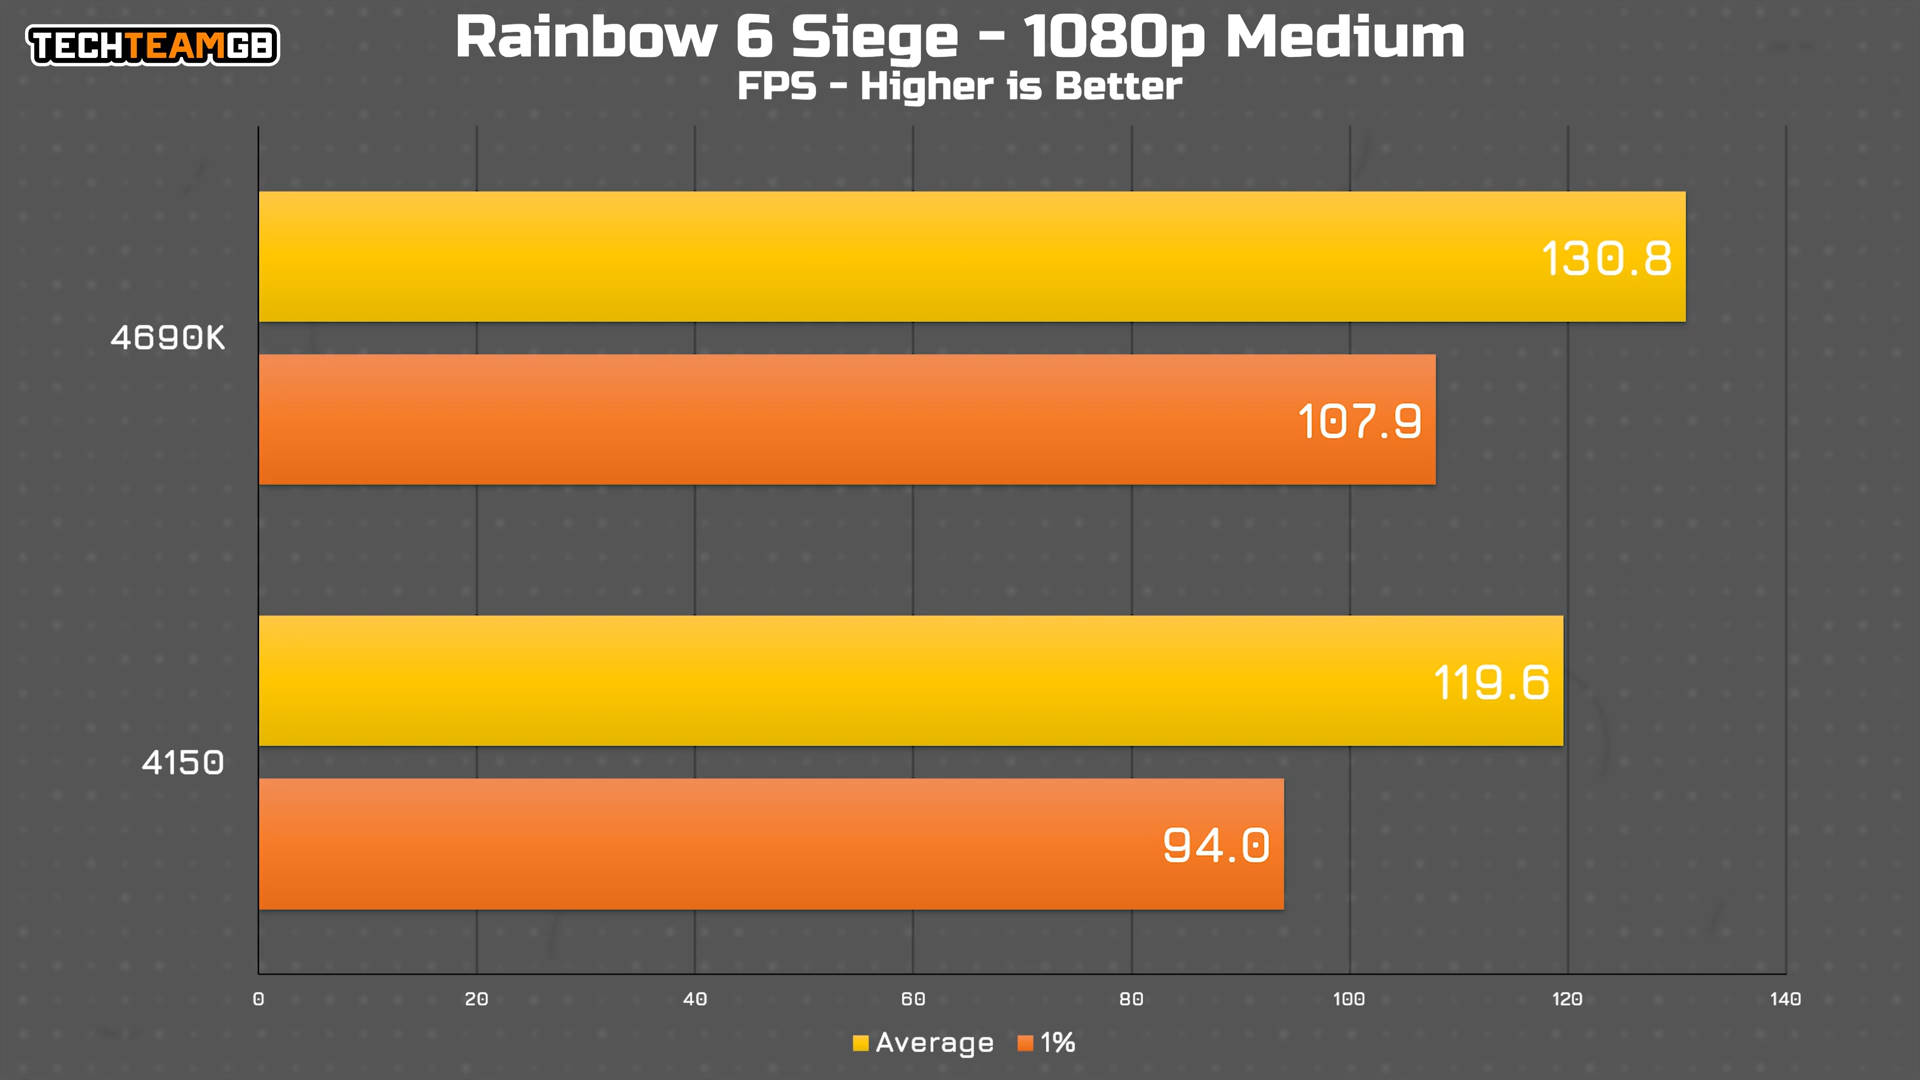 TECHTEAMGB
Rainbow 6 Siege - 1080p Medium
FPS - Higher is Better
130.8
4690K
107.9
119.6
4150
94.0
0 20 40 60 80 100 120 140
Average 1%